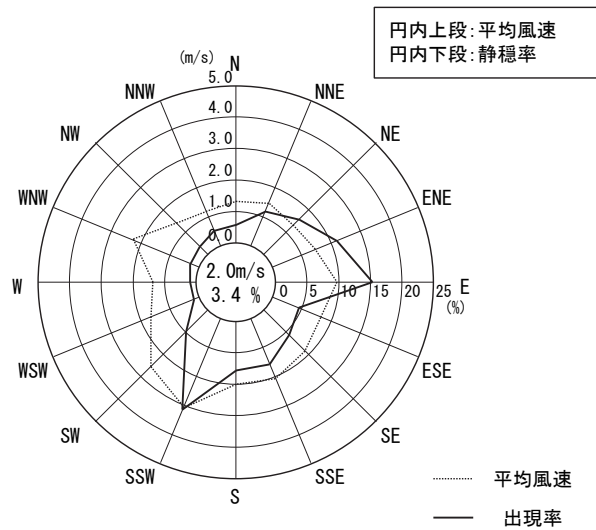 円内上段:平均風速
円内下段:静穏率
(m/s)
N
NNE
NE
ENE
E
(%)
ESE
SE
SSE
S
SSW
SW
WSW
W
WNW
NW
NNW
5.0
4.0
3.0
2.0
1.0
0.0
2.0m/s
3.4 %
0 5 10 15 20 25
平均風速
出現率